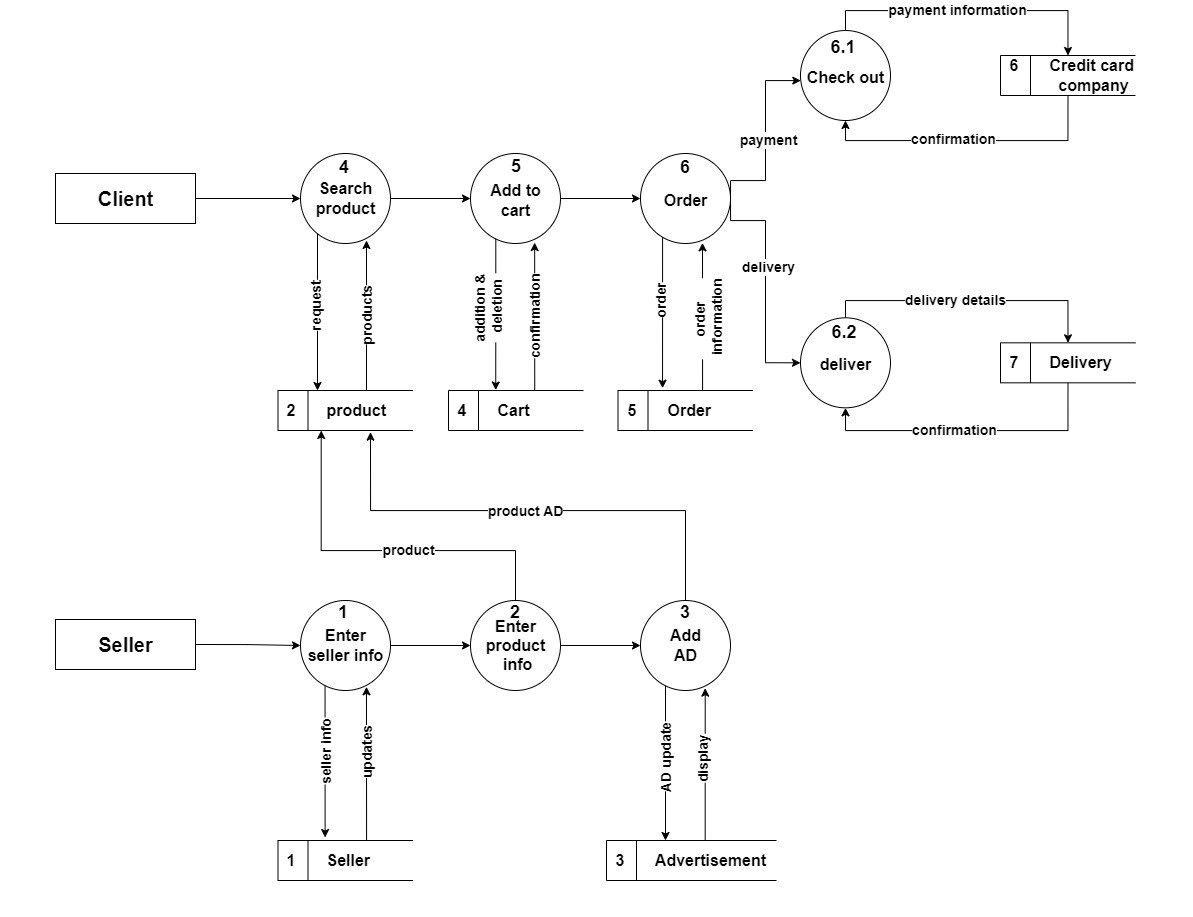 payment information
6.1
Check out
6
Credit card
company
confirmation
payment
Client
4
Search
product
5
Add to
cart
6
Order
request
products
addition &
deletion
confirmation
order
order
information
delivery
delivery details
6.2
deliver
7
Delivery
confirmation
2
product
4
Cart
5
Order
product AD
product
Seller
1
Enter
seller info
2
Enter
product
info
3
Add
AD
seller info
updates
AD update
display
1
Seller
3
Advertisement